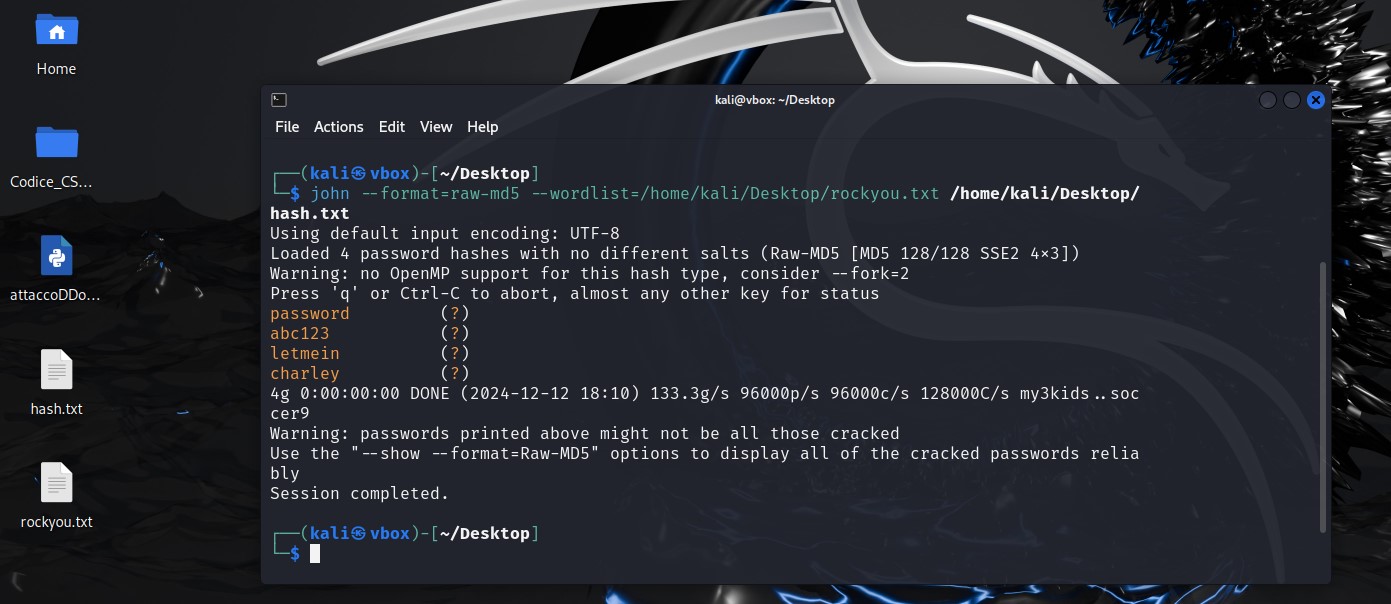 Home
Codice_CS...
attaccoDDo...
hash.txt
rockyou.txt
kali@vbox: ~/Desktop
File Actions Edit View Help
┌──(kali㉿vbox)-[~/Desktop]
└─$ john --format=raw-md5 --wordlist=/home/kali/Desktop/rockyou.txt /home/kali/Desktop/
hash.txt
Using default input encoding: UTF-8
Loaded 4 password hashes with no different salts (Raw-MD5 [MD5 128/128 SSE2 4×3])
Warning: no OpenMP support for this hash type, consider --fork=2
Press 'q' or Ctrl-C to abort, almost any other key for status
password (?)
abc123 (?)
letmein (?)
charley (?)
4g 0:00:00:00 DONE (2024-12-12 18:10) 133.3g/s 96000p/s 96000c/s 128000C/s my3kids..soc
cer9
Warning: passwords printed above might not be all those cracked
Use the "--show --format=Raw-MD5" options to display all of the cracked passwords relia
bly
Session completed.
┌──(kali㉿vbox)-[~/Desktop]
└─$